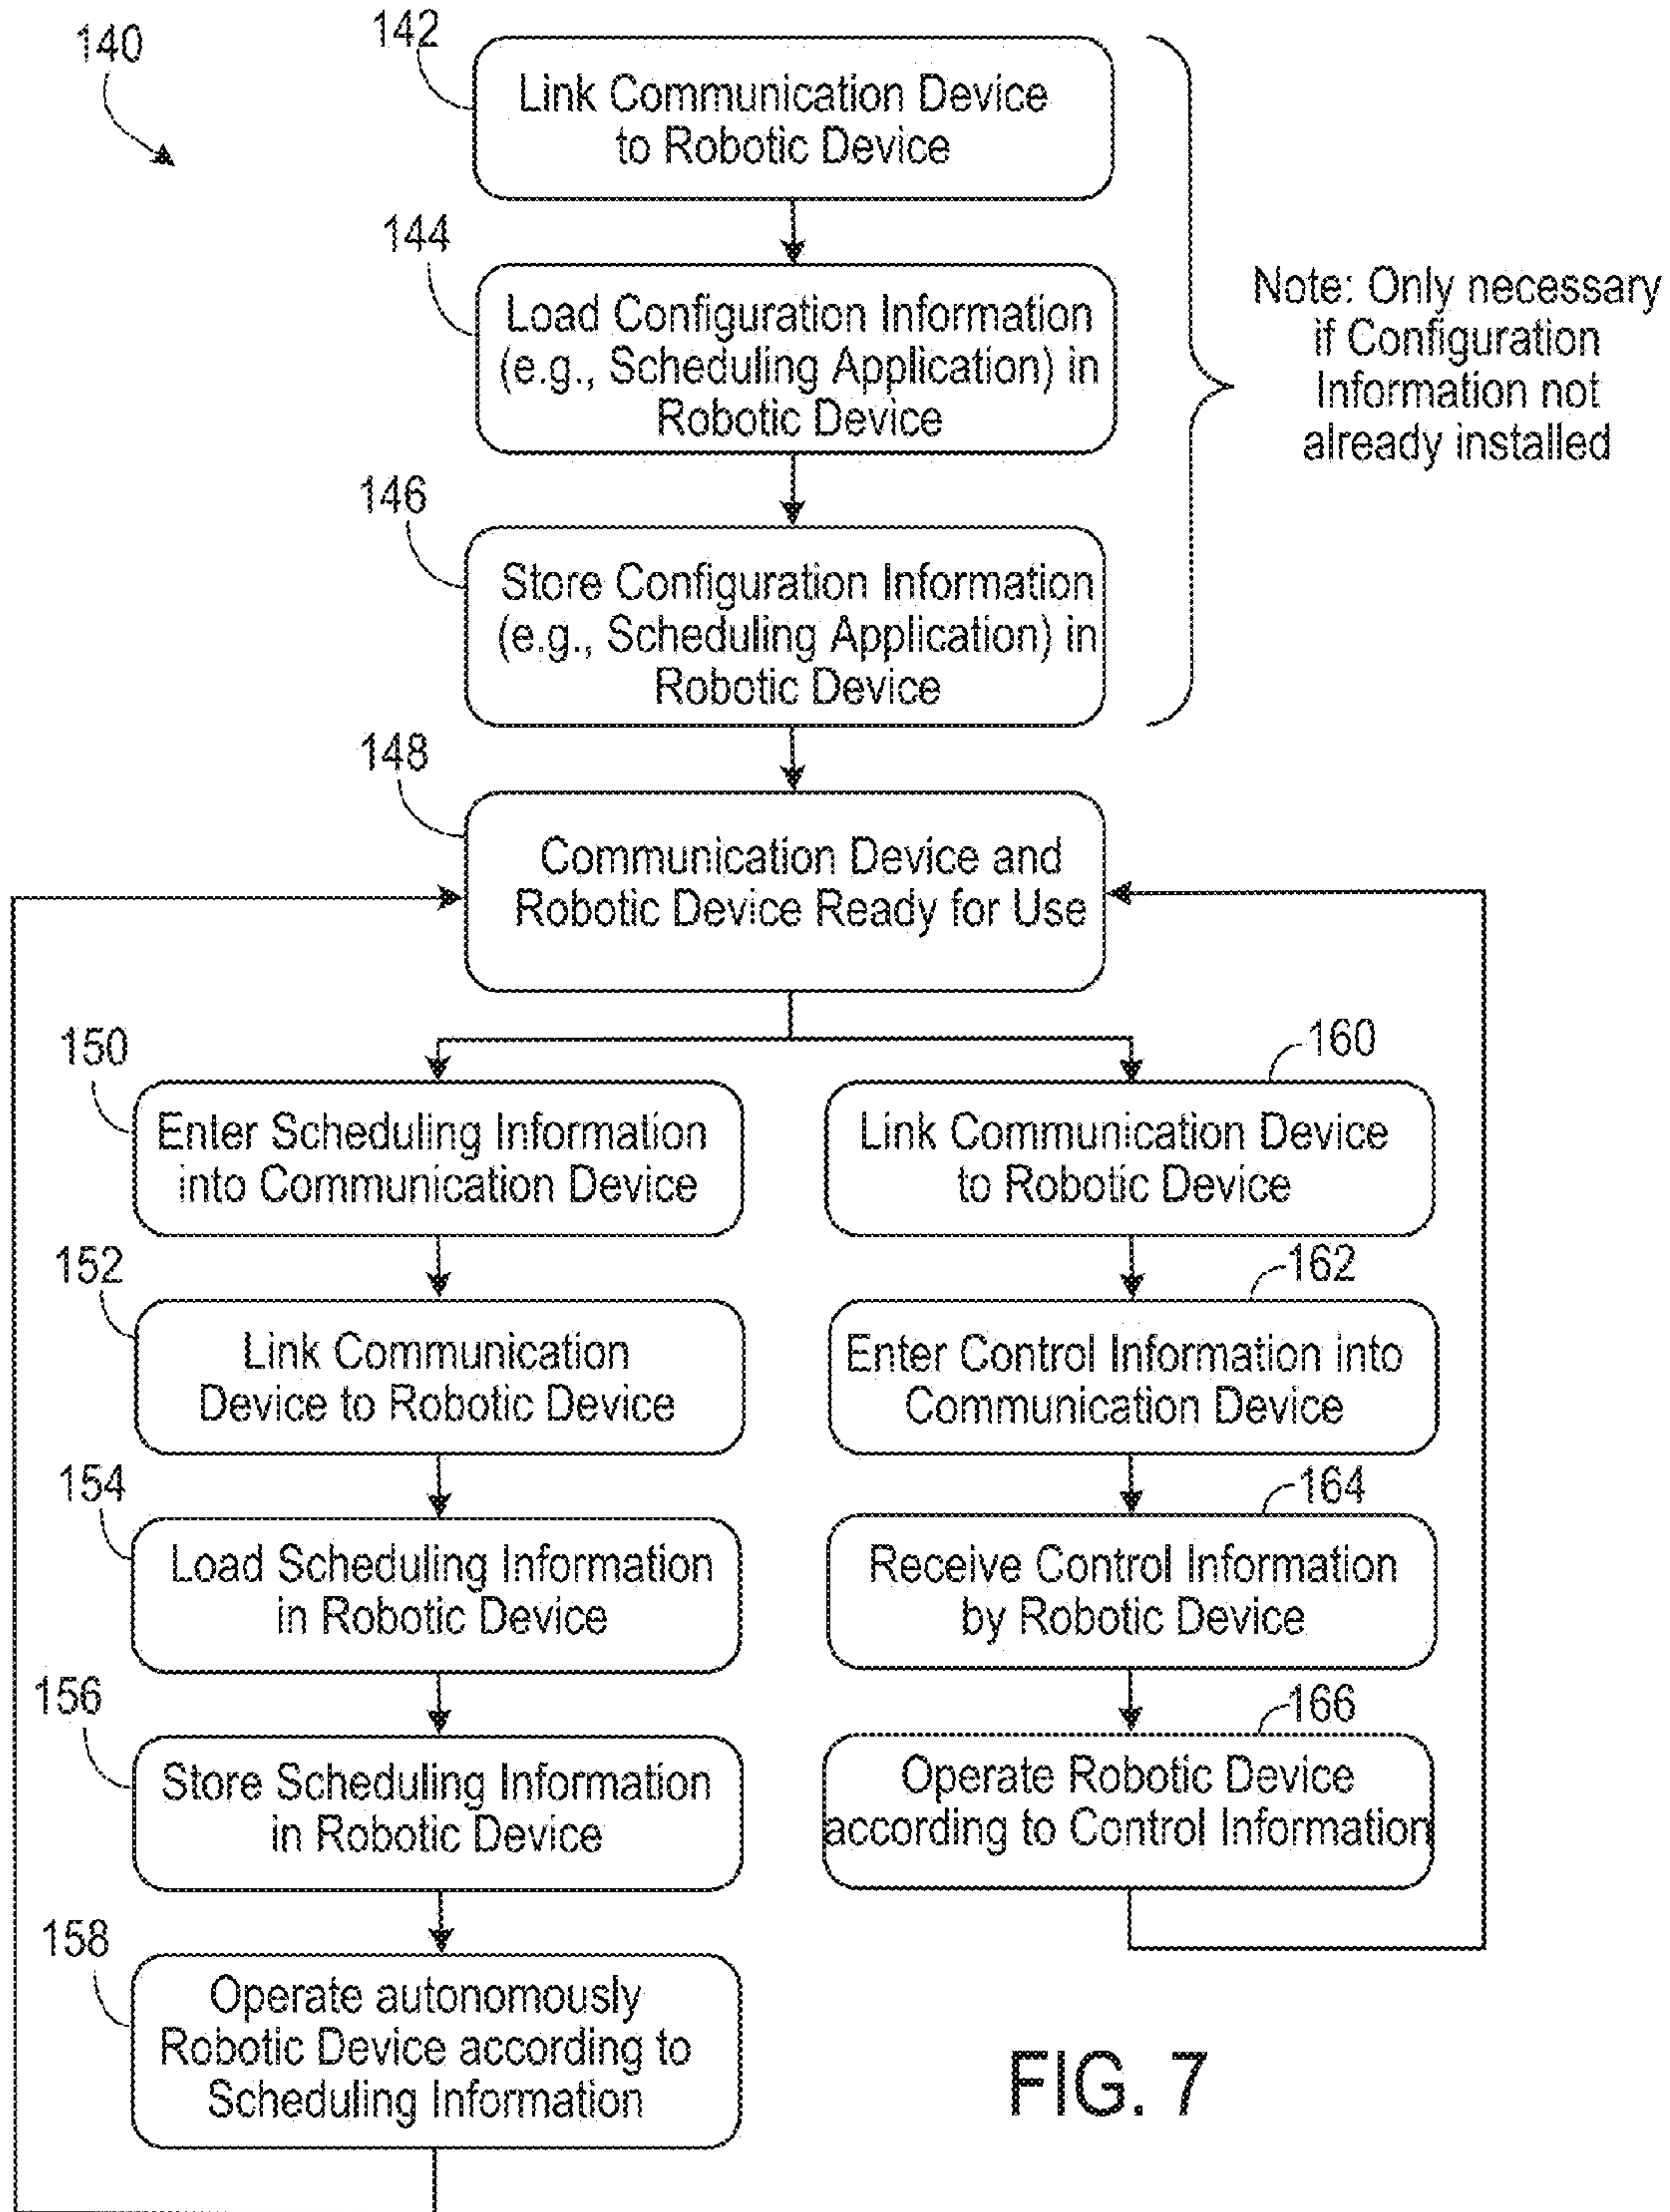 140
142
Link Communication Device
to Robotic Device
144
Load Configuration Information
(e.g., Scheduling Application) in
Robotic Device
Note: Only necessary
if Configuration
Information not
already installed
146
Store Configuration Information
(e.g., Scheduling Application) in
Robotic Device
148
Communication Device and
Robotic Device Ready for Use
150
Enter Scheduling Information
into Communication Device
152
Link Communication
Device to Robotic Device
154
Load Scheduling Information
in Robotic Device
156
Store Scheduling Information
in Robotic Device
158
Operate autonomously
Robotic Device according to
Scheduling Information
160
Link Communication Device
to Robotic Device
162
Enter Control Information into
Communication Device
164
Receive Control Information
by Robotic Device
166
Operate Robotic Device
according to Control Information
FIG. 7